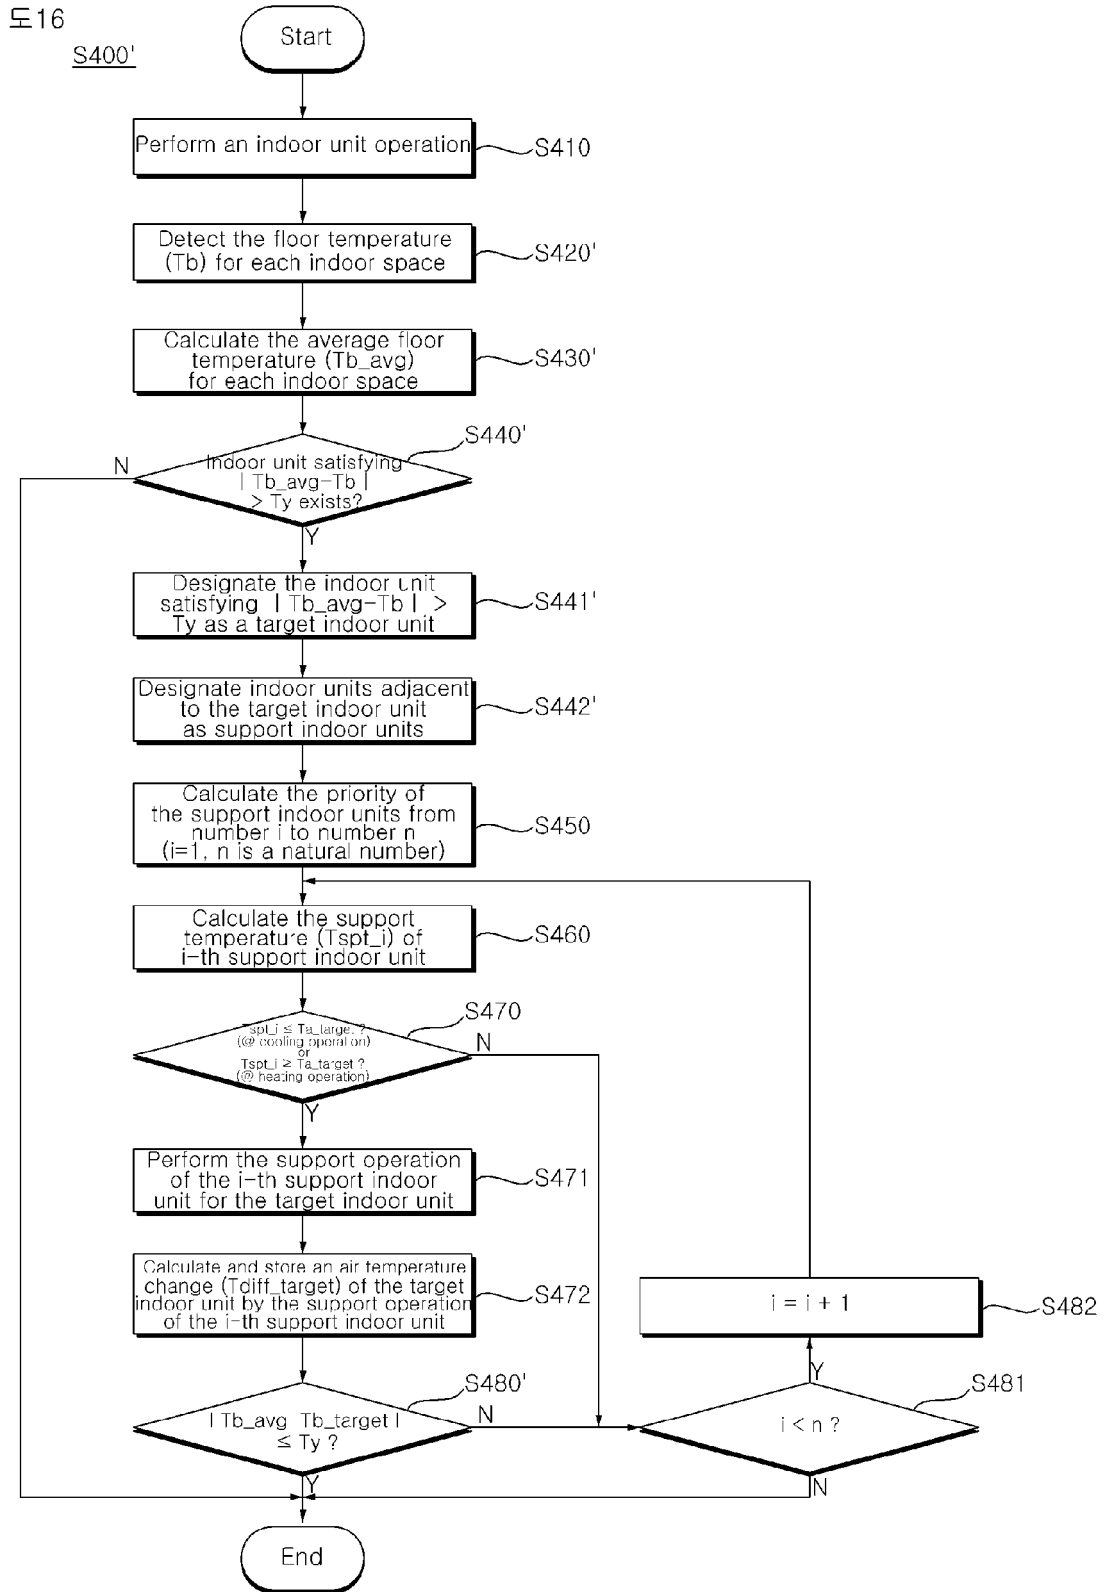 도16
S400'
Start
Perform an indoor unit operation
S410
Detect the floor temperature
(Tb) for each indoor space
S420'
Calculate the average floor
temperature (Tb_avg)
for each indoor space
S430'
S440'
N
Indoor unit satisfying
| Tb_avg-Tb |
> Ty exists?
Y
Designate the indoor unit
satisfying | Tb_avg-Tb | >
Ty as a target indoor unit
S441'
Designate indoor units adjacent
to the target indoor unit
as support indoor units
S442'
Calculate the priority of
the support indoor units from
number i to number n
(i=1, n is a natural number)
S450
Calculate the support
temperature (Tspt_i) of
i-th support indoor unit
S460
S470
Tspt_i ≤ Ta_target ?
(@ cooling operation)
or
Tspt_i ≥ Ta_target ?
(@ heating operation)
N
Y
Perform the support operation
of the i-th support indoor
unit for the target indoor unit
S471
Calculate and store an air temperature
change (Tdiff_target) of the target
indoor unit by the support operation
of the i-th support indoor unit
S472
i = i + 1
S482
S480'
| Tb_avg Tb_target |
≤ Ty ?
N
Y
Y
S481
i < n ?
N
End